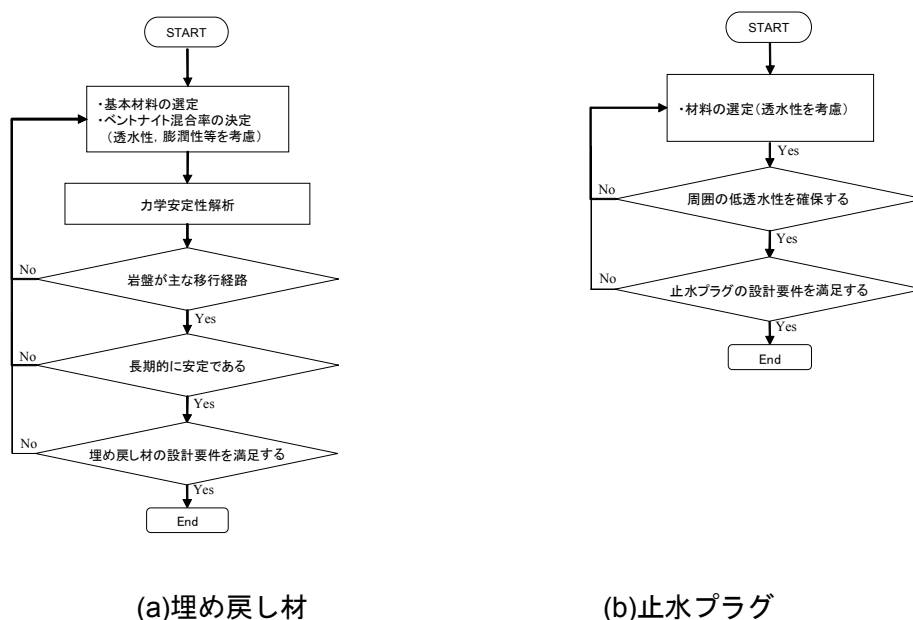 START
・基本材料の選定
・ベントナイト混合率の決定
（透水性, 膨潤性等を考慮）
力学安定性解析
No
岩盤が主な移行経路
Yes
No
長期的に安定である
Yes
No
埋め戻し材の設計要件を満足する
Yes
End
(a)埋め戻し材
START
・材料の選定（透水性を考慮）
Yes
No
周囲の低透水性を確保する
Yes
No
止水プラグの設計要件を満足する
Yes
End
(b)止水プラグ